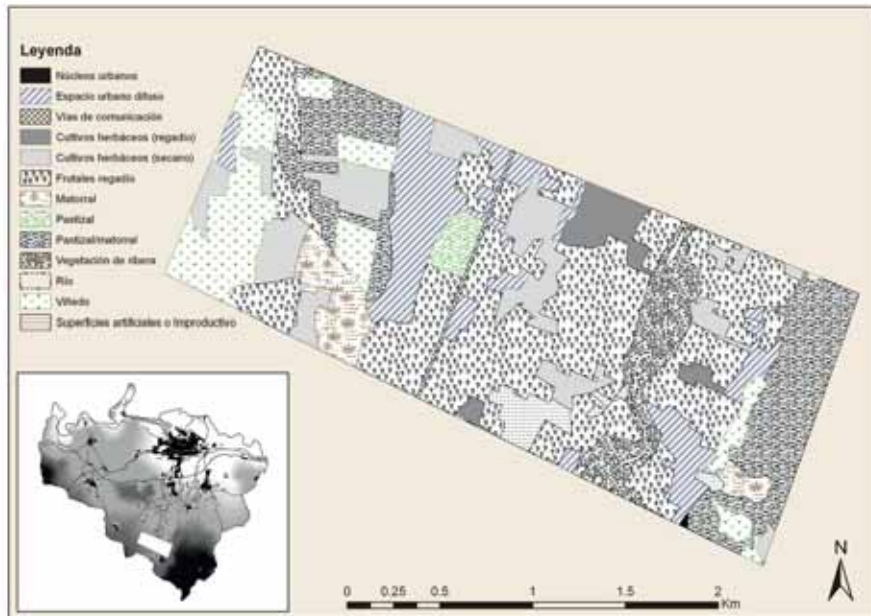 Leyenda
Núcleos urbanos
Espacio urbano difuso
Vías de comunicación
Cultivos herbáceos (regadío)
Cultivos herbáceos (secano)
Frutales regadío
Matorral
Pastizal
Pastizal/matorral
Vegetación de ribera
Río
Viñedo
Superficies artificiales o Improductivo
N
0 0.25 0.5 1 1.5 2
Km